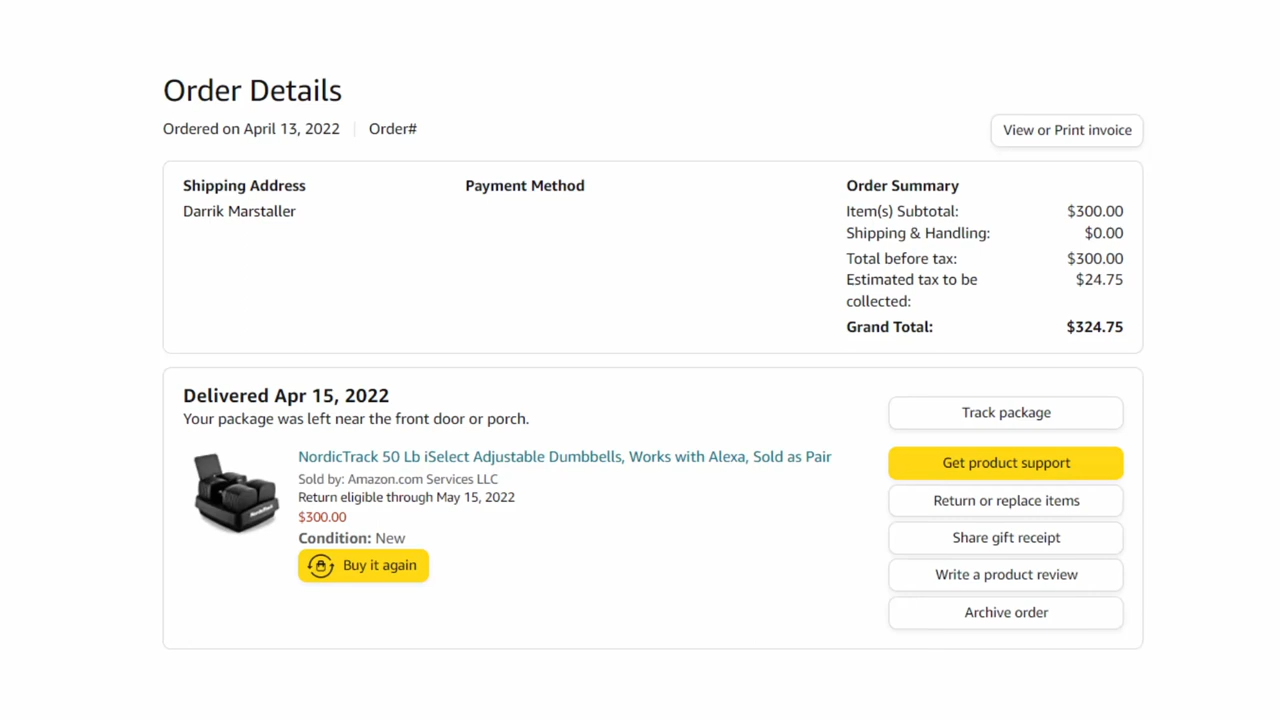 Order Details
Ordered on April 13, 2022
Order#
View or Print invoice
Shipping Address
Darrik Marstaller
Payment Method
Order Summary
Item(s) Subtotal: $300.00
Shipping & Handling: $0.00
Total before tax: $300.00
Estimated tax to be $24.75
collected:
Grand Total: $324.75
Delivered Apr 15, 2022
Your package was left near the front door or porch.
NordicTrack 50 Lb iSelect Adjustable Dumbbells, Works with Alexa, Sold as Pair
Sold by: Amazon.com Services LLC
Return eligible through May 15, 2022
$300.00
Condition: New
Buy it again
Track package
Get product support
Return or replace items
Share gift receipt
Write a product review
Archive order
NordicTrack